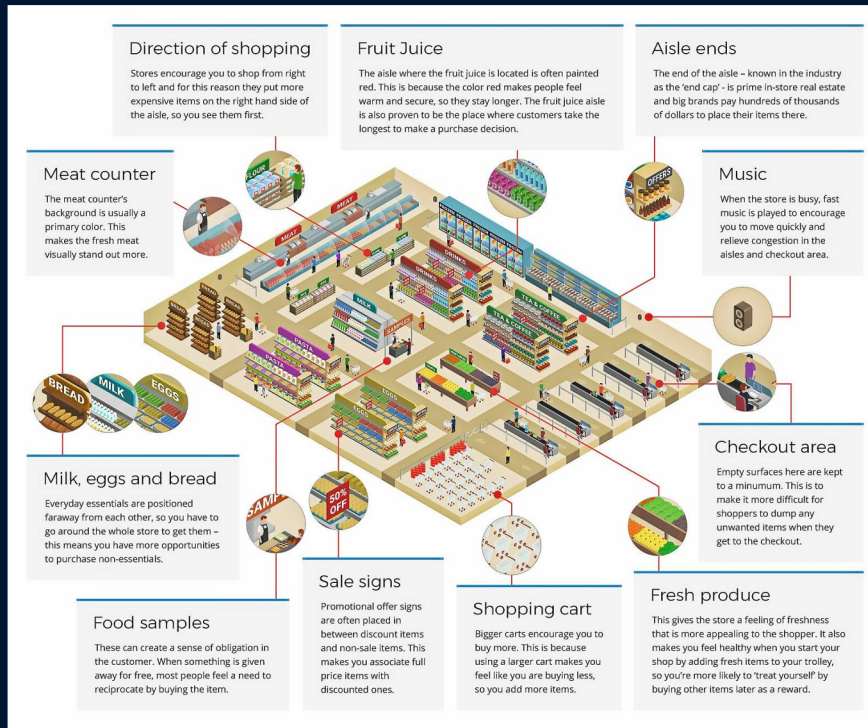 Direction of shopping
Stores encourage you to shop from right
to left and for this reason they put more
expensive items on the right hand side of
the aisle, so you see them first.
Fruit Juice
The aisle where the fruit juice is located is often painted
red. This is because the color red makes people feel
warm and secure, so they stay longer. The fruit juice aisle
is also proven to be the place where customers take the
longest to make a purchase decision.
Aisle ends
The end of the aisle – known in the industry
as the ‘end cap’ - is prime in-store real estate
and big brands pay hundreds of thousands
of dollars to place their items there.
Meat counter
The meat counter's
background is usually a
primary color. This
makes the fresh meat
visually stand out more.
Music
When the store is busy, fast
music is played to encourage
you to move quickly and
relieve congestion in the
aisles and checkout area.
FLOUR
OFFERS
MEAT
MEAT
DRINKS
DRINKS
BREAD
BREAD
BREAD
BREAD
MILK
SAMPLES
TEA & COFFEE
TEA & COFFEE
PASTA
PASTA
EGGS
EGGS
BREAD
MILK
EGGS
Milk, eggs and bread
Everyday essentials are positioned
faraway from each other, so you have to
go around the whole store to get them –
this means you have more opportunities
to purchase non-essentials.
SAM
50%
OFF
Checkout area
Empty surfaces here are kept
to a minumum. This is to
make it more difficult for
shoppers to dump any
unwanted items when they
get to the checkout.
Food samples
These can create a sense of obligation in
the customer. When something is given
away for free, most people feel a need to
reciprocate by buying the item.
Sale signs
Promotional offer signs
are often placed in
between discount items
and non-sale items. This
makes you associate full
price items with
discounted ones.
Shopping cart
Bigger carts encourage you to
buy more. This is because
using a larger cart makes you
feel like you are buying less,
so you add more items.
Fresh produce
This gives the store a feeling of freshness
that is more appealing to the shopper. It also
makes you feel healthy when you start your
shop by adding fresh items to your trolley,
so you're more likely to ‘treat yourself’ by
buying other items later as a reward.